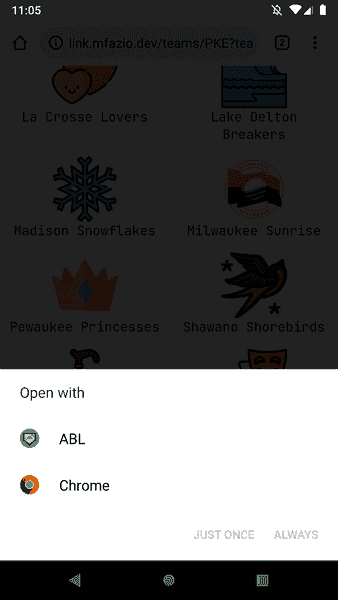 11:05
link.mfazio.dev/teams/PKE?tea
2
La Crosse Lovers
Lake Delton
Breakers
Madison Snowflakes
Milwaukee Sunrise
Pewaukee Princesses
Shawano Shorebirds
Open with
ABL
Chrome
JUST ONCE
ALWAYS